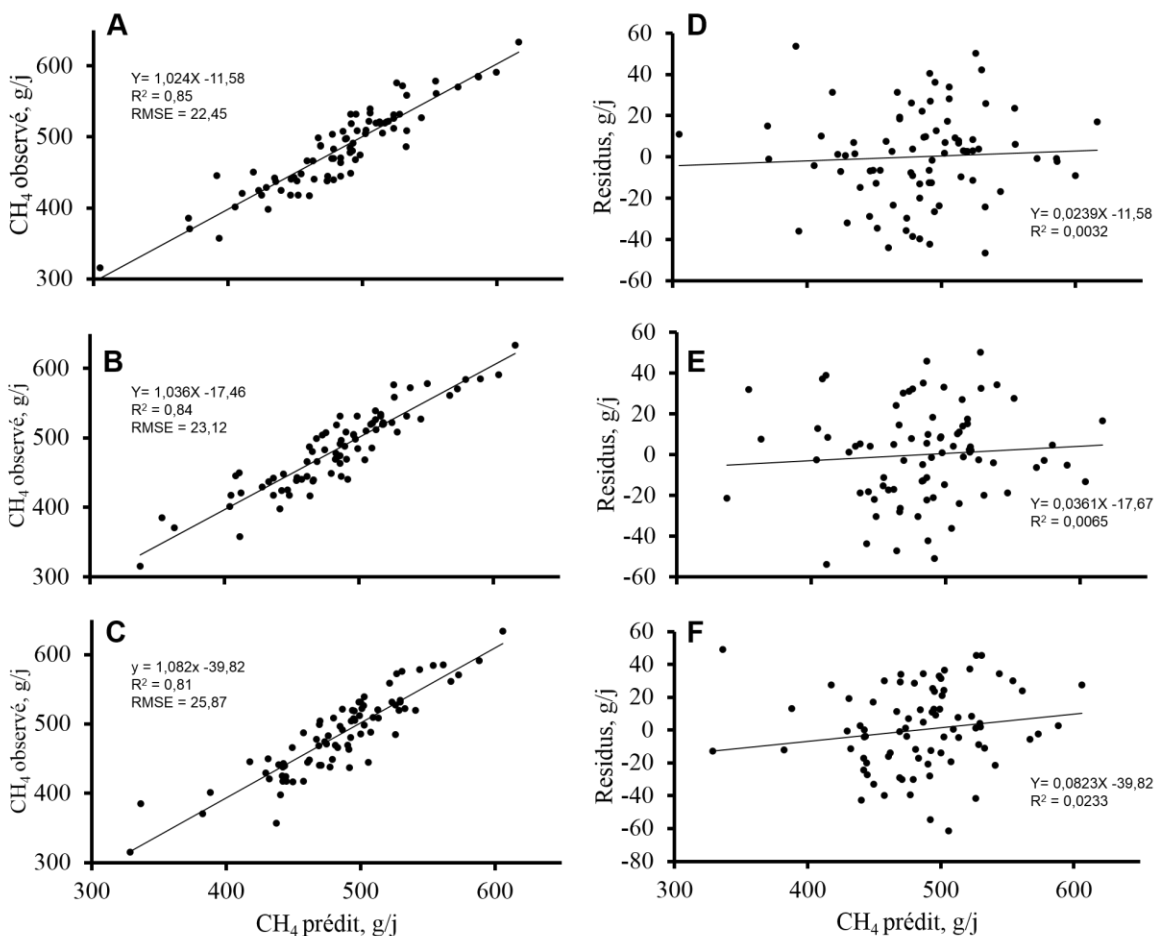 A
CH₄ observé, g/j
600
500
400
300
Y= 1,024X -11,58
R² = 0,85
RMSE = 22,45
D
Residus, g/j
60
40
20
0
-20
-40
-60
Y= 0,0239X -11,58
R² = 0,0032
B
CH₄ observé, g/j
600
500
400
300
Y= 1,036X -17,46
R² = 0,84
RMSE = 23,12
E
Residus, g/j
60
40
20
0
-20
-40
-60
Y= 0,0361X -17,67
R² = 0,0065
C
CH₄ observé, g/j
600
500
400
300
y = 1,082x -39,82
R² = 0,81
RMSE = 25,87
300 400 500 600
CH₄ prédit, g/j
F
Residus, g/j
60
40
20
0
-20
-40
-60
-80
Y= 0,0823X -39,82
R² = 0,0233
300 400 500 600
CH₄ prédit, g/j